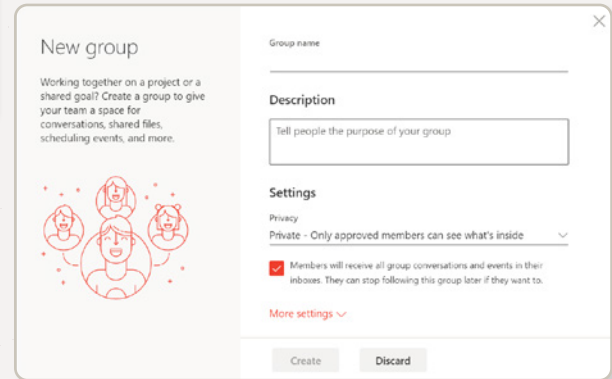 New group
Working together on a project or a
shared goal? Create a group to give
your team a space for
conversations, shared files,
scheduling events, and more.
Group name
Description
Tell people the purpose of your group
Settings
Privacy
Private - Only approved members can see what's inside
Members will receive all group conversations and events in their
inboxes. They can stop following this group later if they want to.
More settings
Create
Discard